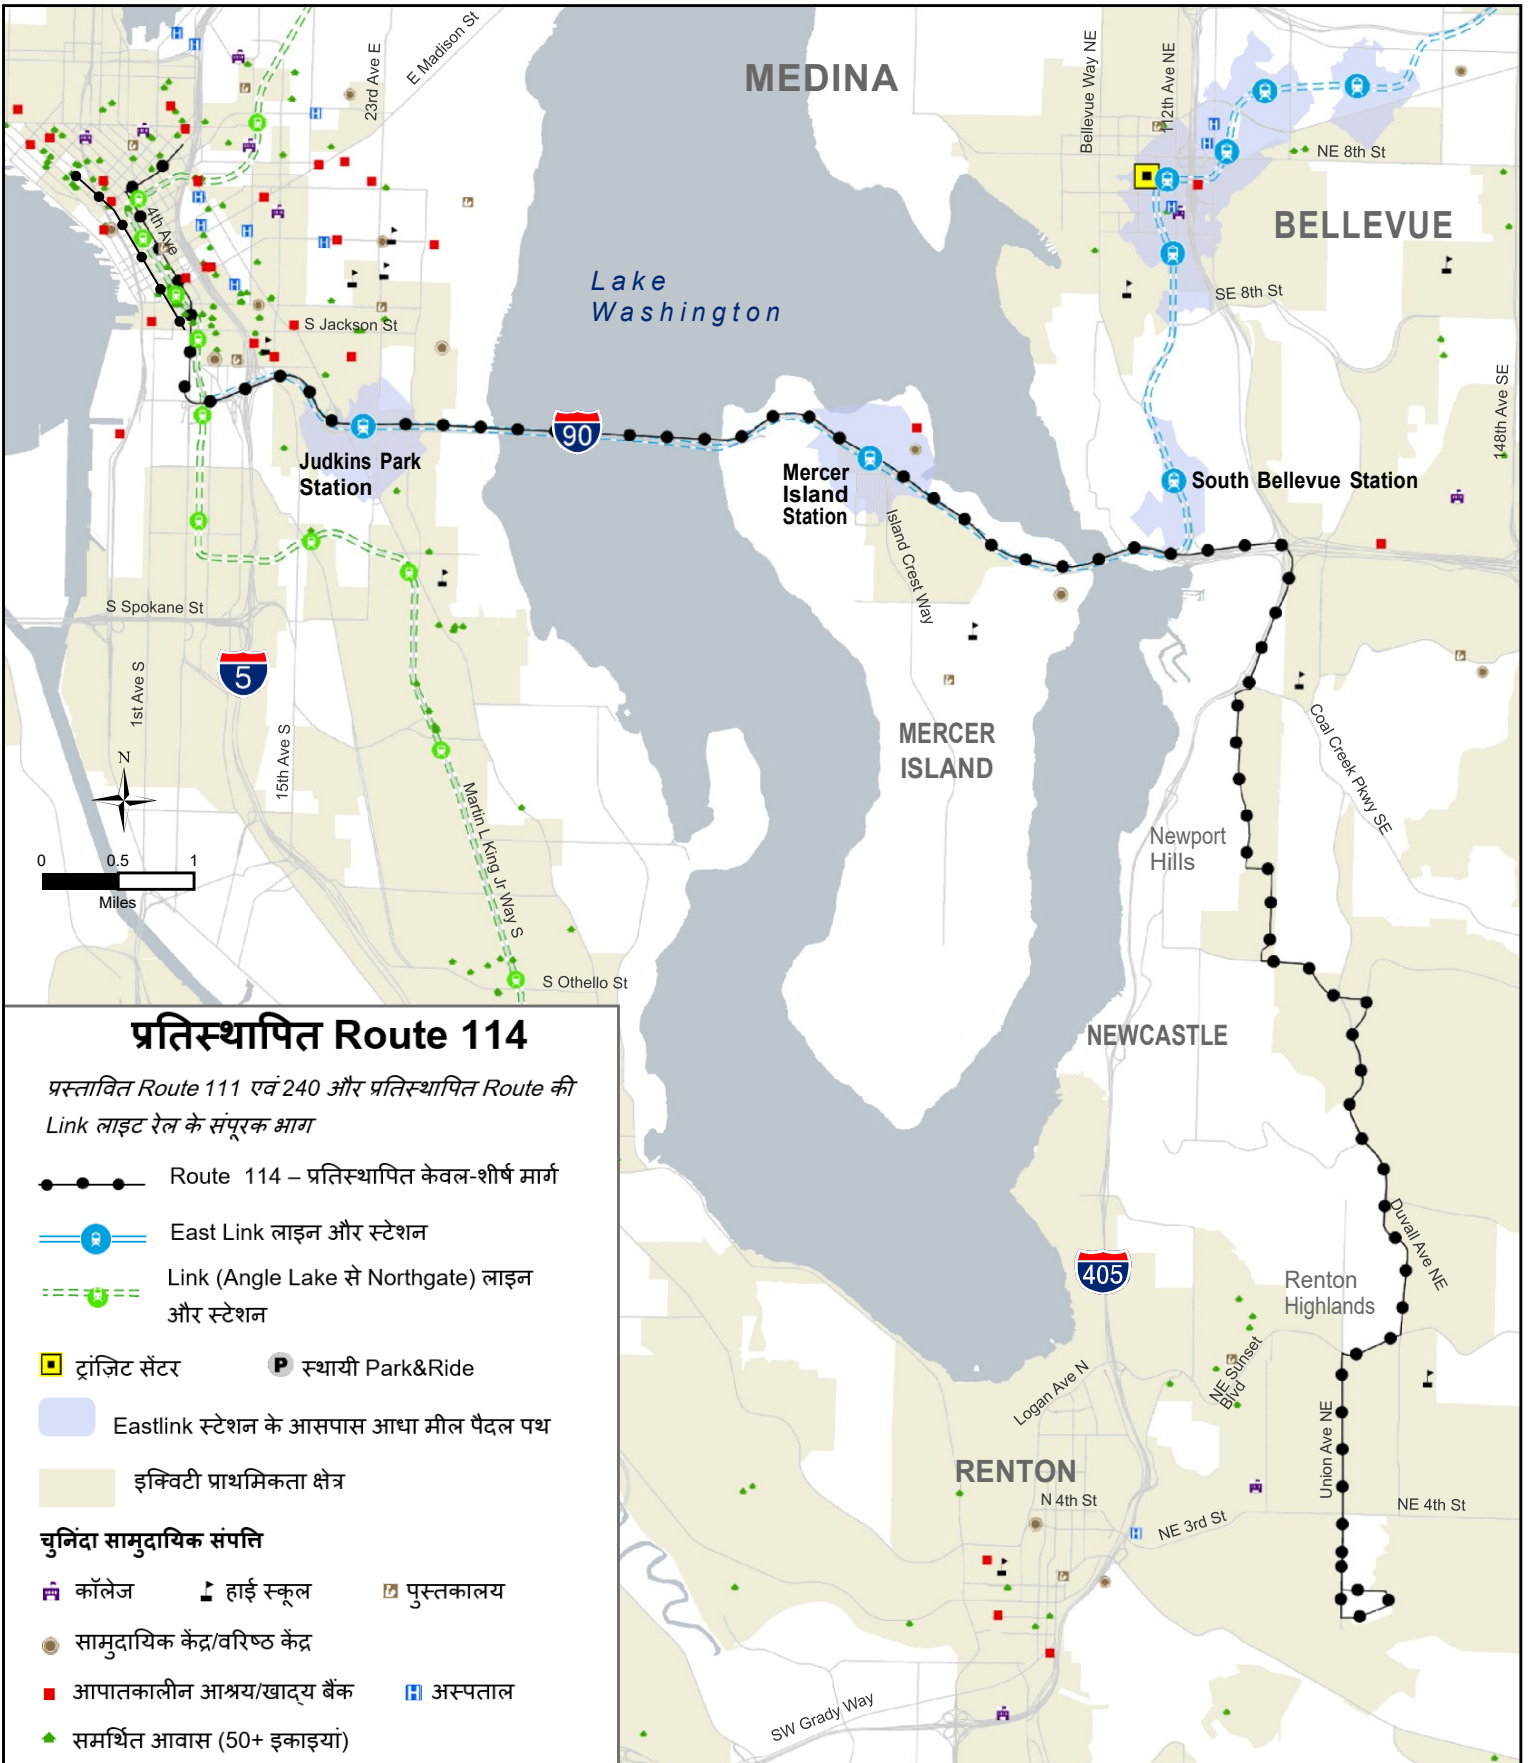 E Madison St
23rd Ave E
MEDINA
Bellevue Way NE
112th Ave NE
NE 8th St
BELLEVUE
4th Ave
Lake
Washington
SE 8th St
S Jackson St
148th Ave SE
90
Judkins Park
Station
Mercer
Island
Station
South Bellevue Station
Island Crest Way
S Spokane St
5
1st Ave S
15th Ave S
MERCER
ISLAND
Coal Creek Pkwy SE
N
0 0.5 1
Miles
Martin L King Jr Way S
Newport
Hills
S Othello St
NEWCASTLE
Duvall Ave NE
405
Renton
Highlands
NE Sunset
Blvd
Logan Ave N
Union Ave NE
RENTON
N 4th St
NE 4th St
NE 3rd St
SW Grady Way
प्रतिस्थापित Route 114
प्रस्तावित Route 111 एवं 240 और प्रतिस्थापित Route की
Link लाइट रेल के संपूरक भाग
Route 114 – प्रतिस्थापित केवल-शीर्ष मार्ग
East Link लाइन और स्टेशन
Link (Angle Lake से Northgate) लाइन
और स्टेशन
ट्रांज़िट सेंटर
P स्थायी Park&Ride
Eastlink स्टेशन के आसपास आधा मील पैदल पथ
इक्विटी प्राथमिकता क्षेत्र
चुनिंदा सामुदायिक संपत्ति
कॉलेज
हाई स्कूल
पुस्तकालय
सामुदायिक केंद्र/वरिष्ठ केंद्र
आपातकालीन आश्रय/खाद्य बैंक
H अस्पताल
समर्थित आवास (50+ इकाइयां)